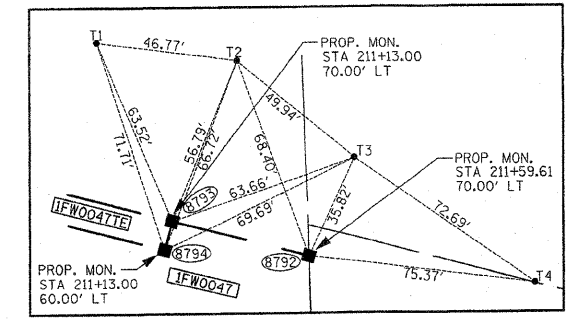 T1
46.77'
T2
PROP. MON.
STA 211+13.00
70.00' LT
49.94'
63.52'
71.71'
56.79'
66.72'
68.40'
T3
PROP. MON.
STA 211+59.61
70.00' LT
63.66'
69.69'
35.82'
72.69'
8793
1FW0047TE
8794
8792
75.37'
T4
PROP. MON.
STA 211+13.00
60.00' LT
1FW0047